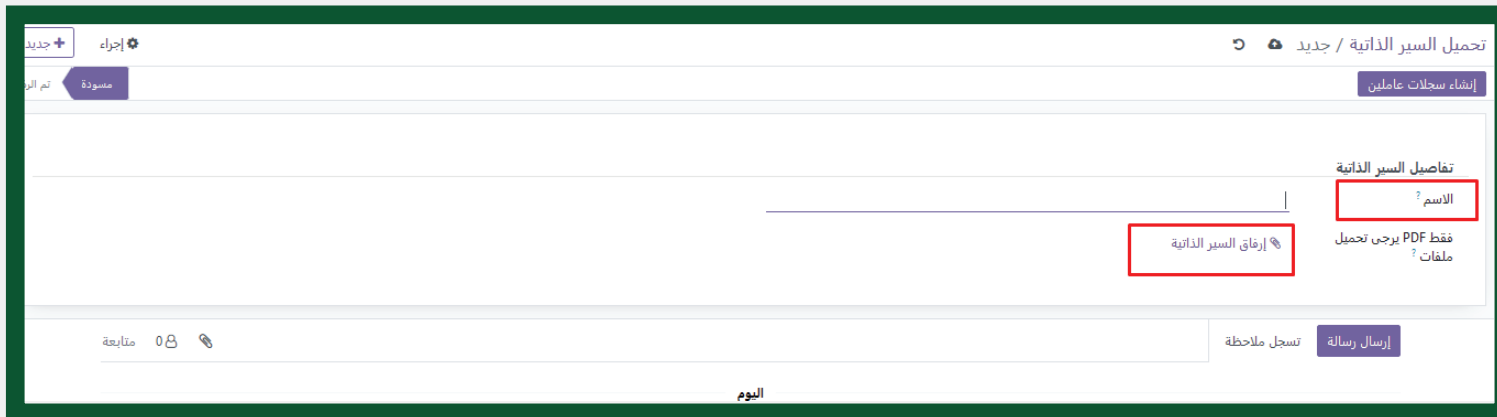 تحميل السير الذاتية / جديد
إجراء
جديد
إنشاء سجلات عاملين
مسودة
تم
تفاصيل السير الذاتية
الاسم ?
فقط PDF يرجى تحميل
ملفات ?
إرفاق السير الذاتية
إرسال رسالة
تسجل ملاحظة
0
متابعة
اليوم